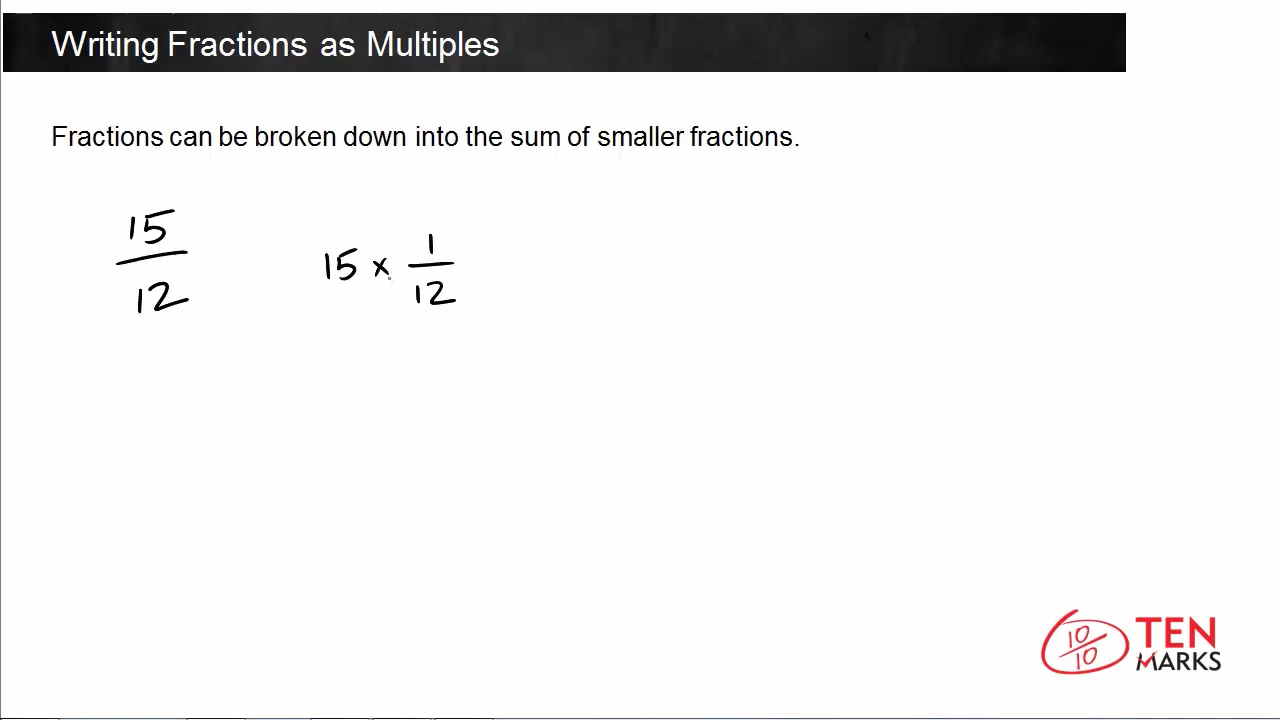 Writing Fractions as Multiples
Fractions can be broken down into the sum of smaller fractions.
15/12
15 × 1/12
10/10
TEN
MARKS